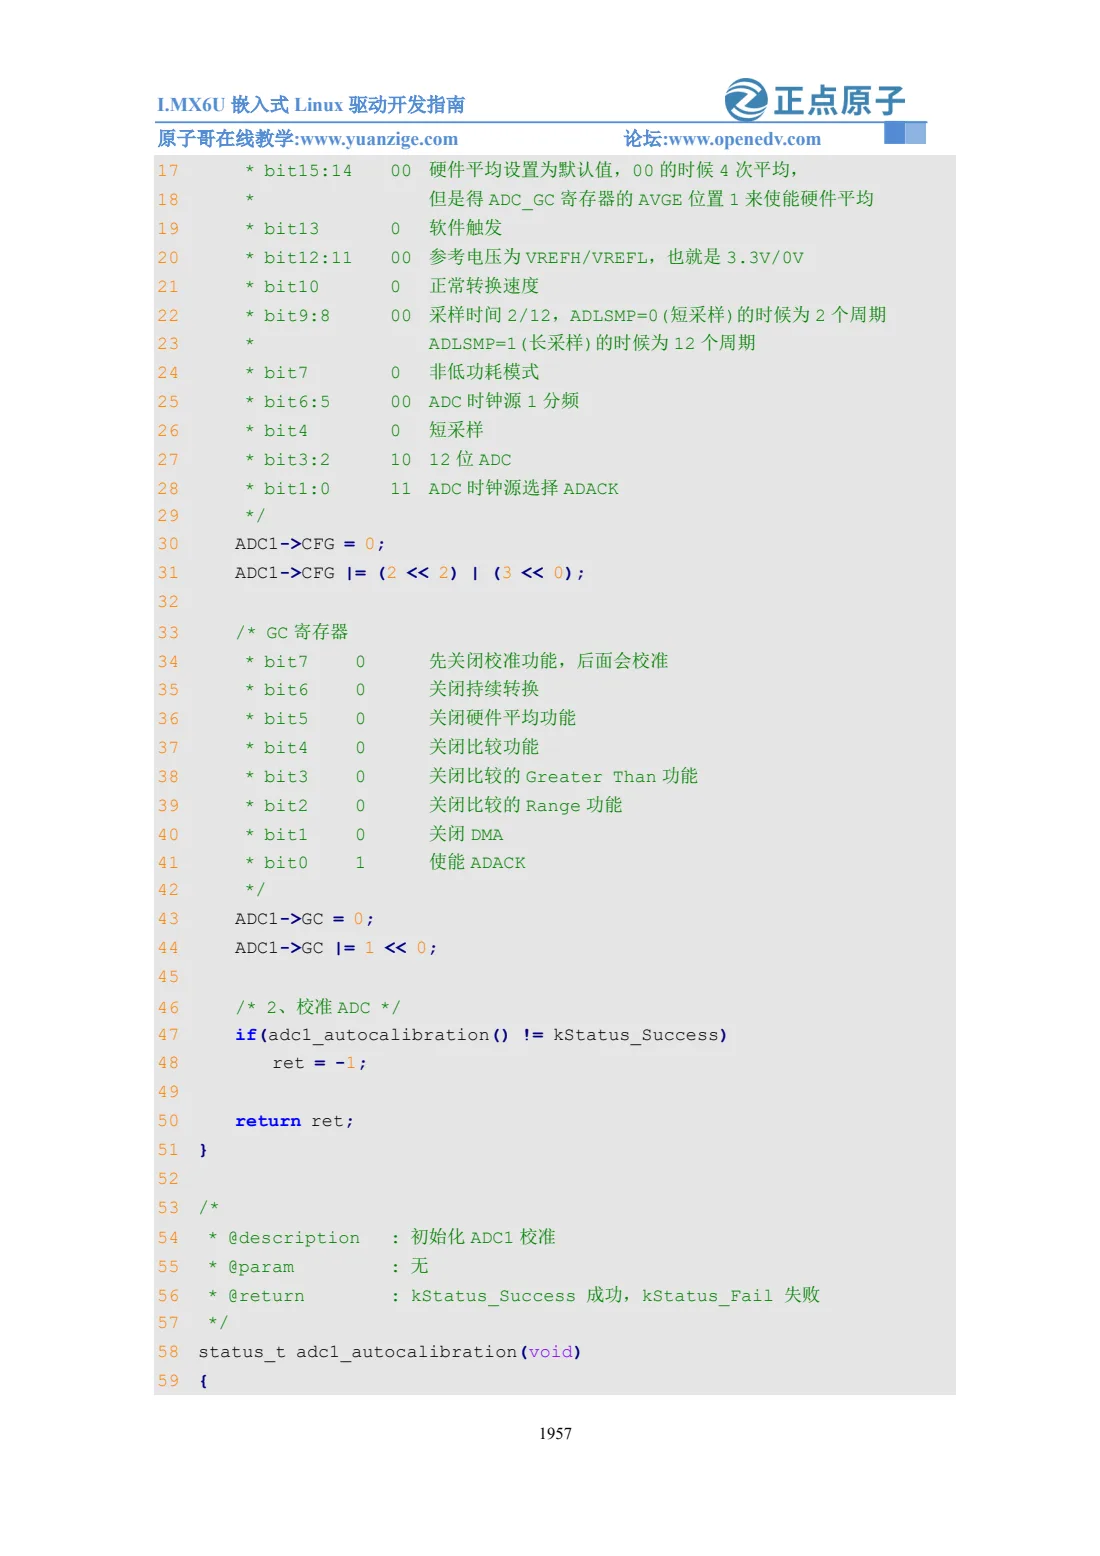 I.MX6U 嵌入式 Linux 驱动开发指南
正点原子
原子哥在线教学:www.yuanzige.com 论坛:www.openedv.com
17 * bit15:14 00 硬件平均设置为默认值，00 的时候 4 次平均，
18 * 但是得 ADC_GC 寄存器的 AVGE 位置 1 来使能硬件平均
19 * bit13 0 软件触发
20 * bit12:11 00 参考电压为 VREFH/VREFL，也就是 3.3V/0V
21 * bit10 0 正常转换速度
22 * bit9:8 00 采样时间 2/12，ADLSMP=0(短采样)的时候为 2 个周期
23 * ADLSMP=1(长采样)的时候为 12 个周期
24 * bit7 0 非低功耗模式
25 * bit6:5 00 ADC 时钟源 1 分频
26 * bit4 0 短采样
27 * bit3:2 10 12 位 ADC
28 * bit1:0 11 ADC 时钟源选择 ADACK
29 */
30 ADC1->CFG = 0;
31 ADC1->CFG |= (2 << 2) | (3 << 0);
32
33 /* GC 寄存器
34 * bit7 0 先关闭校准功能，后面会校准
35 * bit6 0 关闭持续转换
36 * bit5 0 关闭硬件平均功能
37 * bit4 0 关闭比较功能
38 * bit3 0 关闭比较的 Greater Than 功能
39 * bit2 0 关闭比较的 Range 功能
40 * bit1 0 关闭 DMA
41 * bit0 1 使能 ADACK
42 */
43 ADC1->GC = 0;
44 ADC1->GC |= 1 << 0;
45
46 /* 2、校准 ADC */
47 if(adc1_autocalibration() != kStatus_Success)
48 ret = -1;
49
50 return ret;
51 }
52
53 /*
54 * @description : 初始化 ADC1 校准
55 * @param : 无
56 * @return : kStatus_Success 成功，kStatus_Fail 失败
57 */
58 status_t adc1_autocalibration(void)
59 {
1957